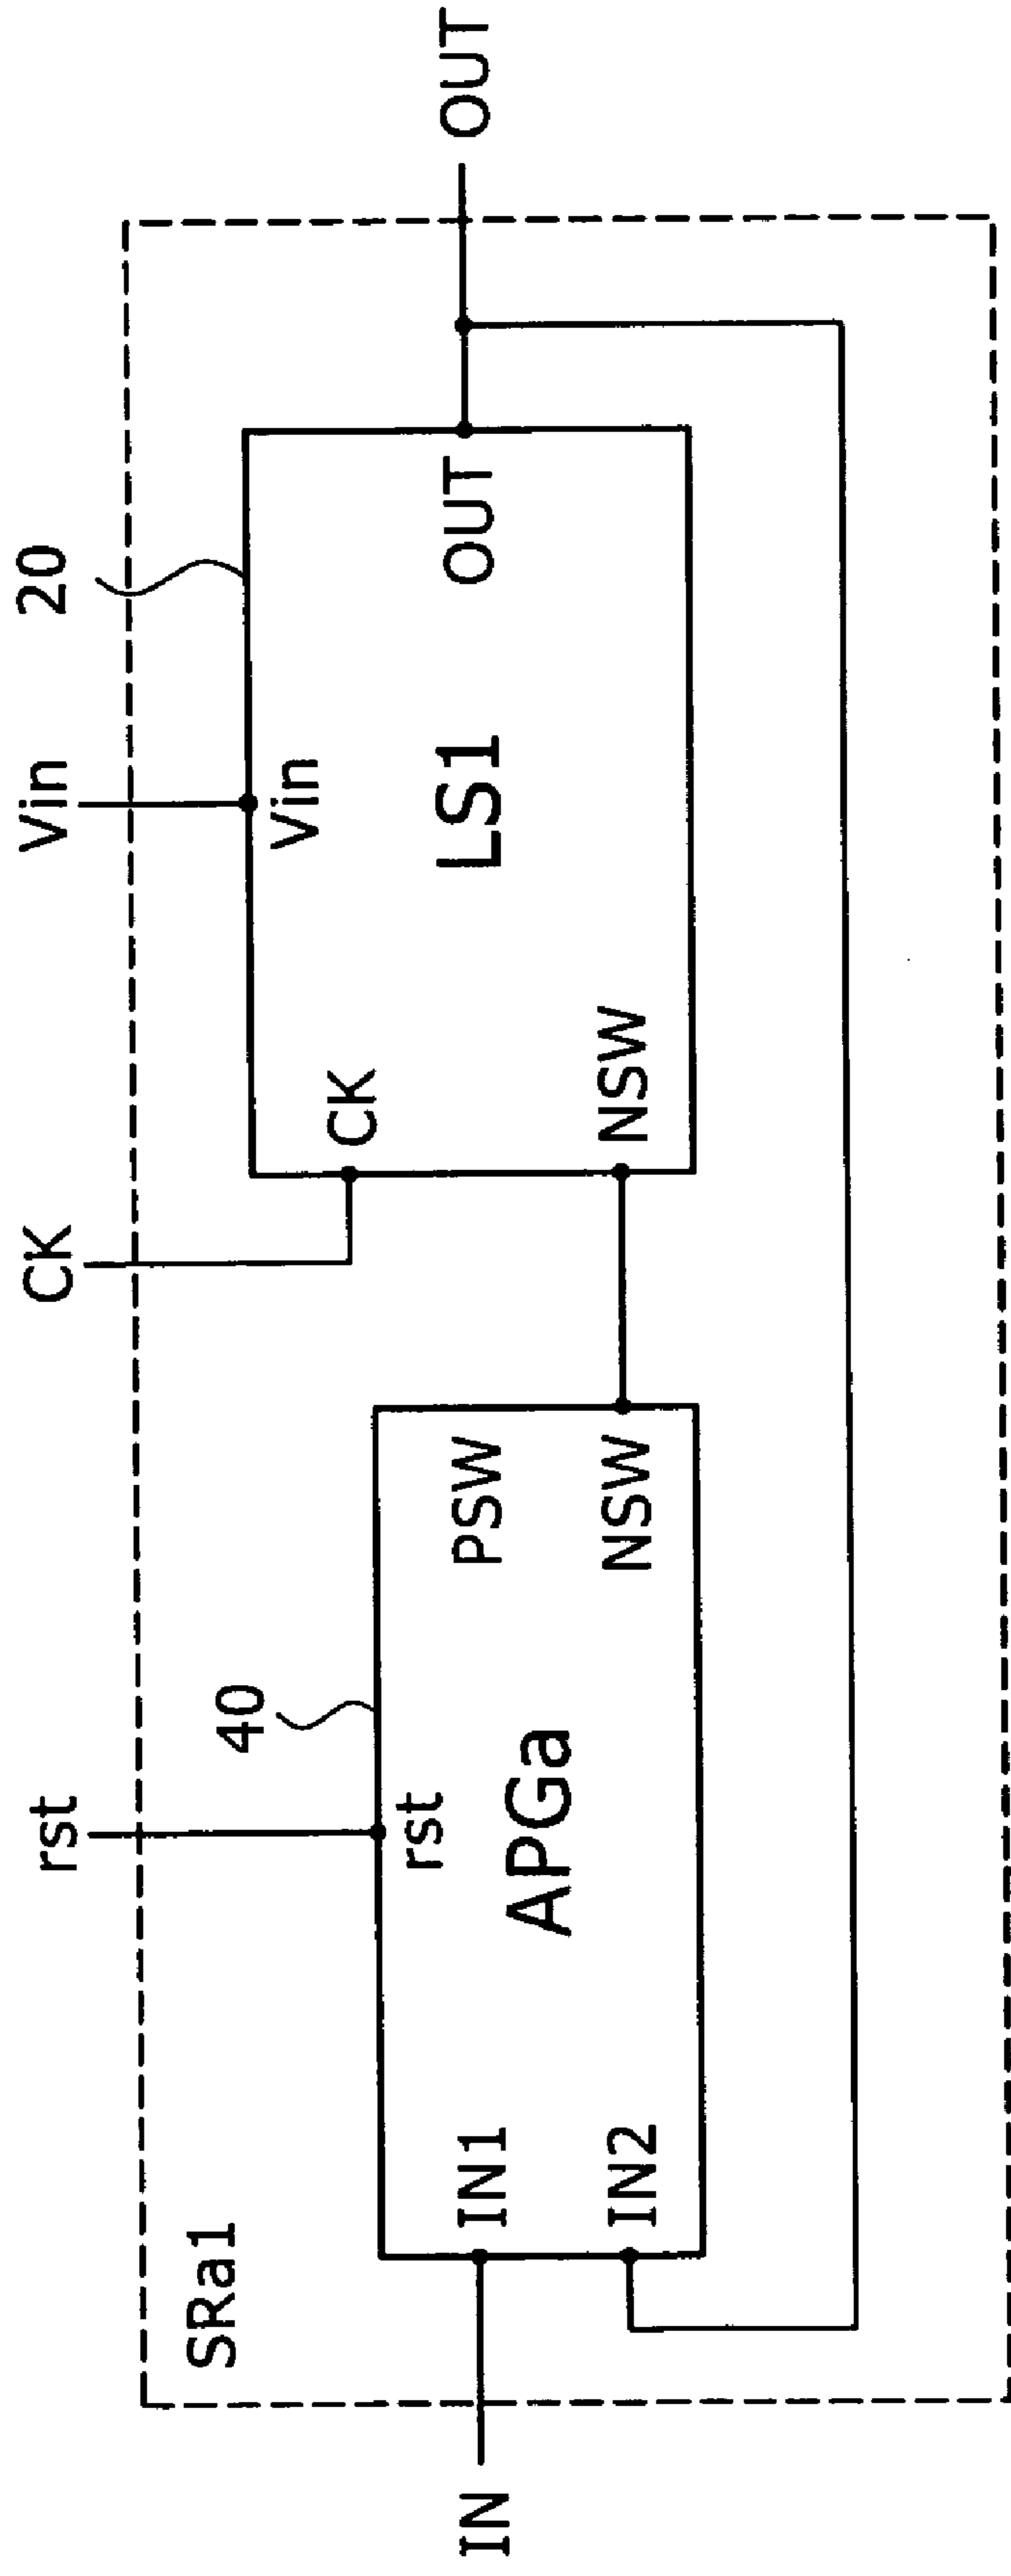 rst
CK
Vin
20
SRa1
40
IN
IN1
IN2
rst
APGa
PSW
NSW
CK
NSW
Vin
LS1
OUT
OUT